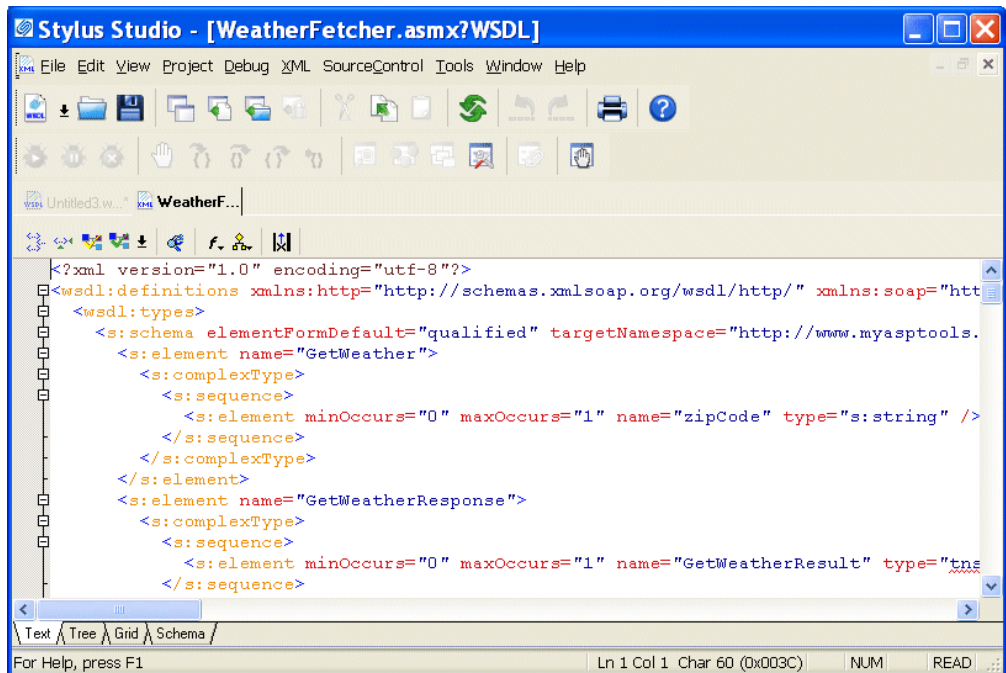 Stylus Studio - [WeatherFetcher.asmx?WSDL]
File Edit View Project Debug XML SourceControl Tools Window Help
Untitled3.w...* WeatherF...
<?xml version="1.0" encoding="utf-8"?>
<wsdl:definitions xmlns:http="http://schemas.xmlsoap.org/wsdl/http/" xmlns:soap="htt
<wsdl:types>
<s:schema elementFormDefault="qualified" targetNamespace="http://www.myasptools.
<s:element name="GetWeather">
<s:complexType>
<s:sequence>
<s:element minOccurs="0" maxOccurs="1" name="zipCode" type="s:string" />
</s:sequence>
</s:complexType>
</s:element>
<s:element name="GetWeatherResponse">
<s:complexType>
<s:sequence>
<s:element minOccurs="0" maxOccurs="1" name="GetWeatherResult" type="tns
</s:sequence>
Text Tree Grid Schema
For Help, press F1 Ln 1 Col 1 Char 60 (0x003C) NUM READ